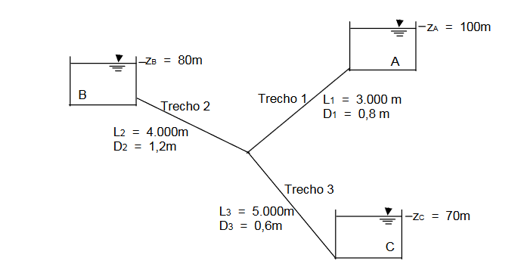 ZA = 100m
A
ZB = 80m
B
Trecho 1
L1 = 3.000 m
D1 = 0,8 m
Trecho 2
L2 = 4.000m
D2 = 1,2m
Trecho 3
L3 = 5.000m
D3 = 0,6m
Zc = 70m
C